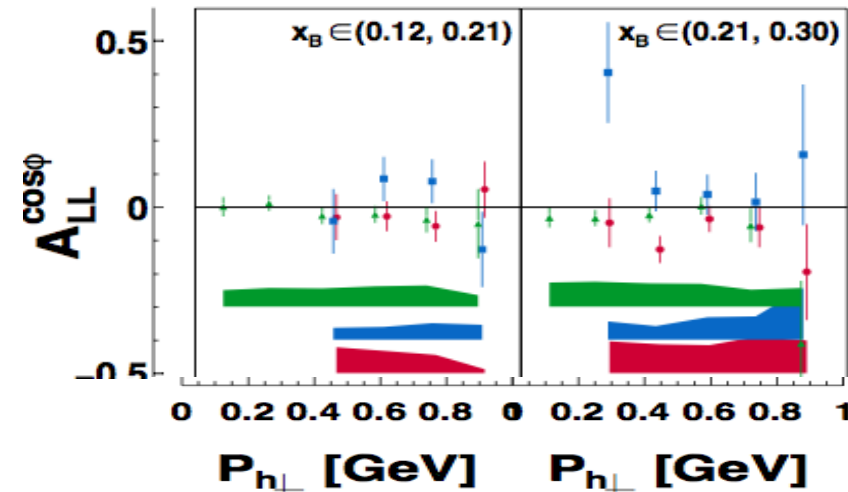 x_B ∈(0.12, 0.21)
x_B ∈(0.21, 0.30)
A_LL^cosϕ
0.5
0
−0.5
0 0.2 0.4 0.6 0.8 0 0.2 0.4 0.6 0.8 1
P_h⊥ [GeV]
P_h⊥ [GeV]